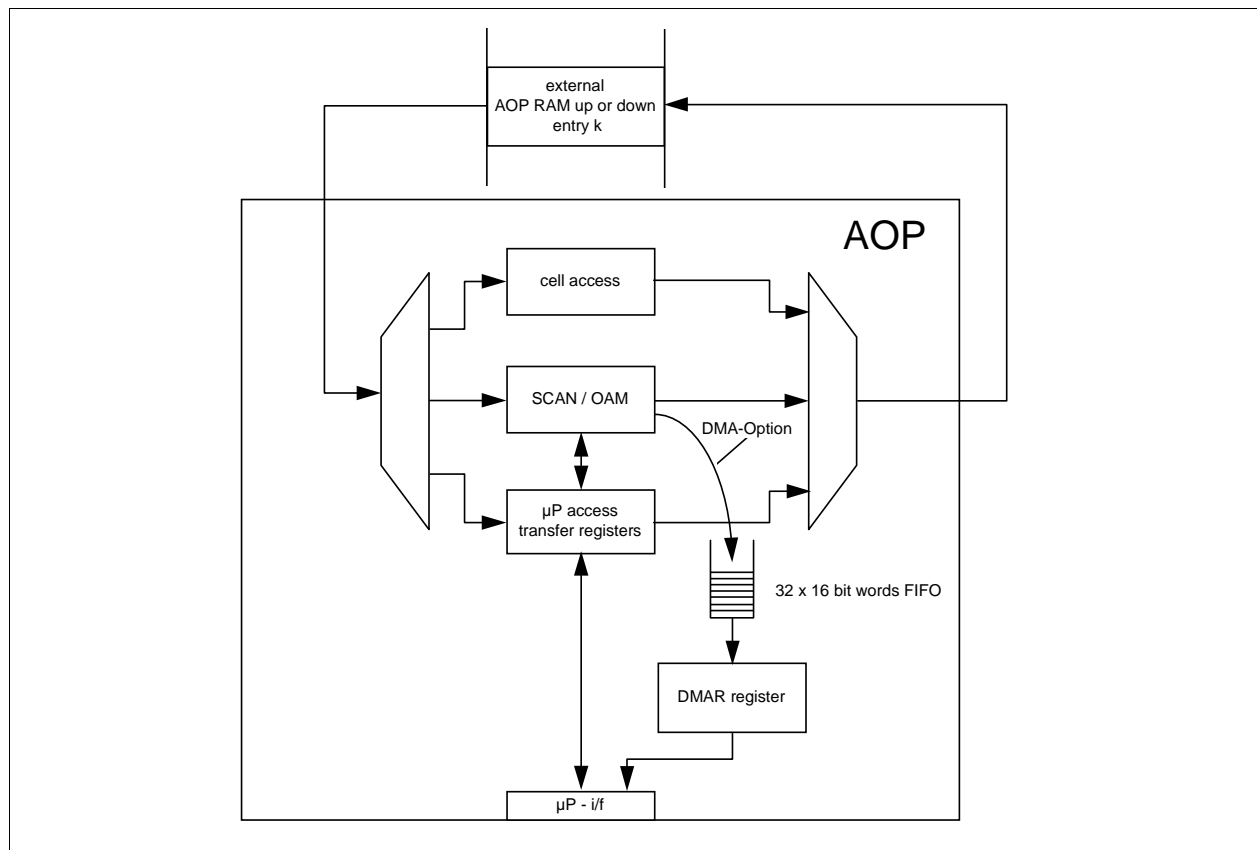 external
AOP RAM up or down
entry k
AOP
cell access
SCAN / OAM
DMA-Option
µP access
transfer registers
32 x 16 bit words FIFO
DMAR register
µP - i/f